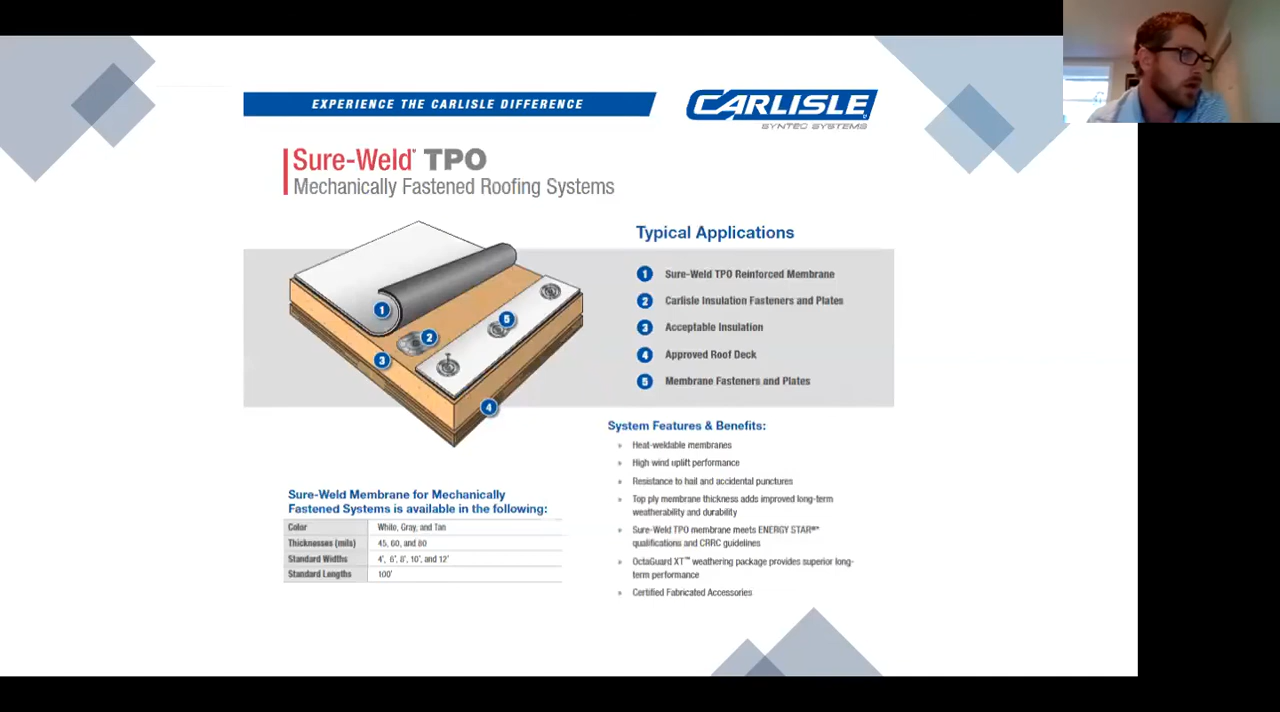 EXPERIENCE THE CARLISLE DIFFERENCE
CARLISLE
SYNTEC SYSTEMS
Sure-Weld® TPO
Mechanically Fastened Roofing Systems
Typical Applications
1 Sure-Weld TPO Reinforced Membrane
2 Carlisle Insulation Fasteners and Plates
3 Acceptable Insulation
4 Approved Roof Deck
5 Membrane Fasteners and Plates
1
2
3
4
5
System Features & Benefits:
» Heat-weldable membranes
» High wind uplift performance
» Resistance to hail and accidental punctures
» Top ply membrane thickness adds improved long-term
weatherability and durability
» Sure-Weld TPO membrane meets ENERGY STAR®*
qualifications and CRRC guidelines
» OctaGuard XT™ weathering package provides superior long-
term performance
» Certified Fabricated Accessories
Sure-Weld Membrane for Mechanically
Fastened Systems is available in the following:
Color White, Gray, and Tan
Thicknesses (mils) 45, 60, and 80
Standard Widths 4', 6', 8', 10', and 12'
Standard Lengths 100'